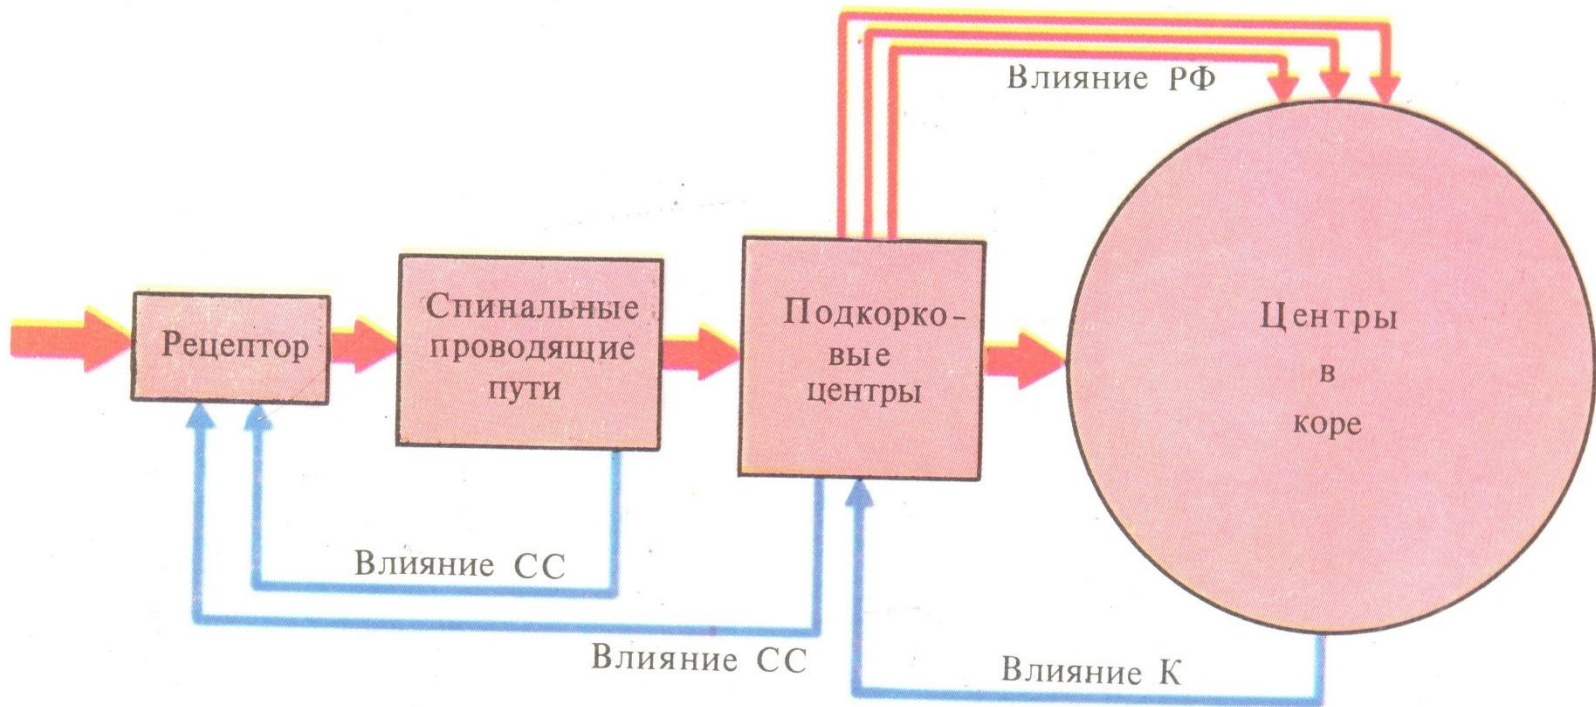 Влияние РФ
Рецептор
Спинальные
проводящие
пути
Подкорко-
вые
центры
Центры
в
коре
Влияние СС
Влияние СС
Влияние К